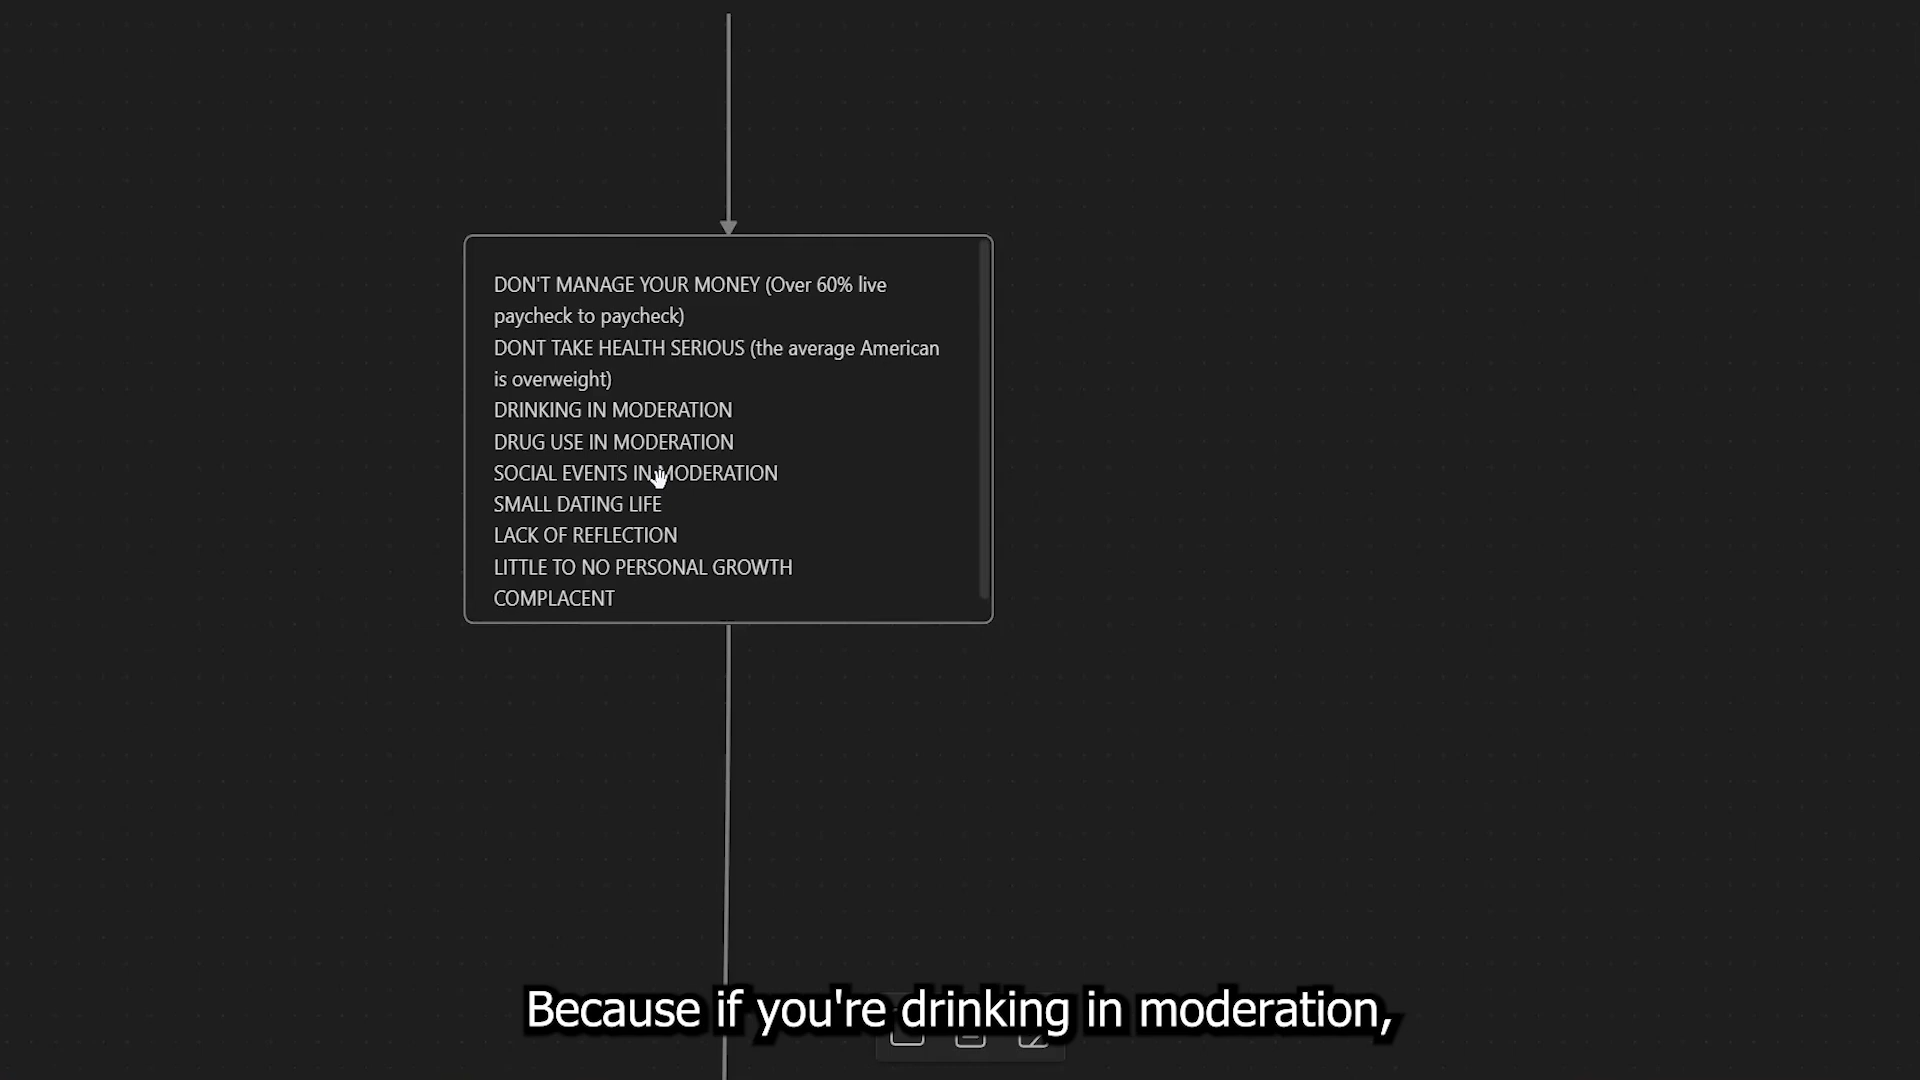 DON'T MANAGE YOUR MONEY (Over 60% live
paycheck to paycheck)
DONT TAKE HEALTH SERIOUS (the average American
is overweight)
DRINKING IN MODERATION
DRUG USE IN MODERATION
SOCIAL EVENTS IN MODERATION
SMALL DATING LIFE
LACK OF REFLECTION
LITTLE TO NO PERSONAL GROWTH
COMPLACENT
Because if you're drinking in moderation,